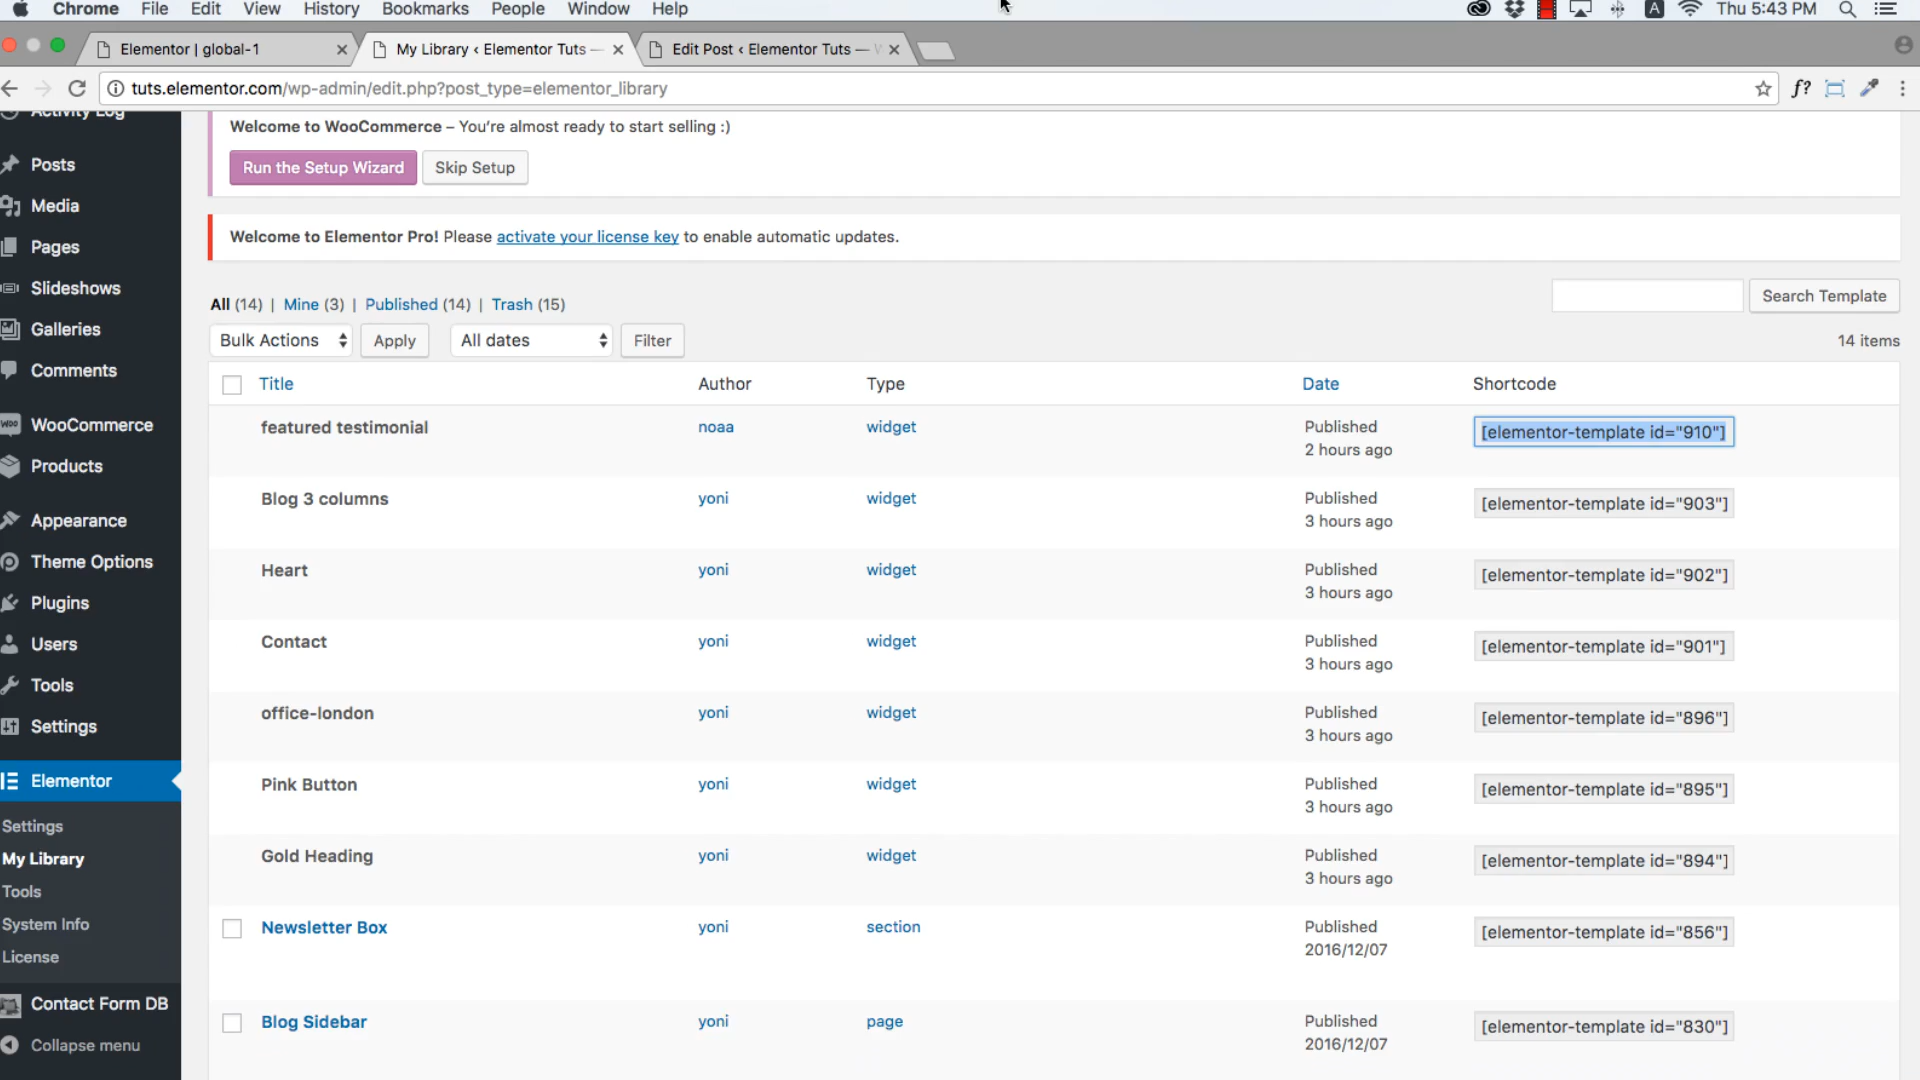 Chrome File Edit View History Bookmarks People Window Help A Thu 5:43 PM
Elementor | global-1 My Library ‹ Elementor Tuts — Edit Post ‹ Elementor Tuts —
tuts.elementor.com/wp-admin/edit.php?post_type=elementor_library f?
Activity Log
Posts
Media
Pages
Slideshows
Galleries
Comments
WooCommerce
Products
Appearance
Theme Options
Plugins
Users
Tools
Settings
Elementor
Settings
My Library
Tools
System Info
License
Contact Form DB
Collapse menu
Welcome to WooCommerce – You're almost ready to start selling :)
Run the Setup Wizard Skip Setup
Welcome to Elementor Pro! Please activate your license key to enable automatic updates.
All (14) | Mine (3) | Published (14) | Trash (15)
Search Template
Bulk Actions Apply All dates Filter 14 items
Title Author Type Date Shortcode
featured testimonial noaa widget Published 2 hours ago [elementor-template id="910"]
Blog 3 columns yoni widget Published 3 hours ago [elementor-template id="903"]
Heart yoni widget Published 3 hours ago [elementor-template id="902"]
Contact yoni widget Published 3 hours ago [elementor-template id="901"]
office-london yoni widget Published 3 hours ago [elementor-template id="896"]
Pink Button yoni widget Published 3 hours ago [elementor-template id="895"]
Gold Heading yoni widget Published 3 hours ago [elementor-template id="894"]
Newsletter Box yoni section Published 2016/12/07 [elementor-template id="856"]
Blog Sidebar yoni page Published 2016/12/07 [elementor-template id="830"]